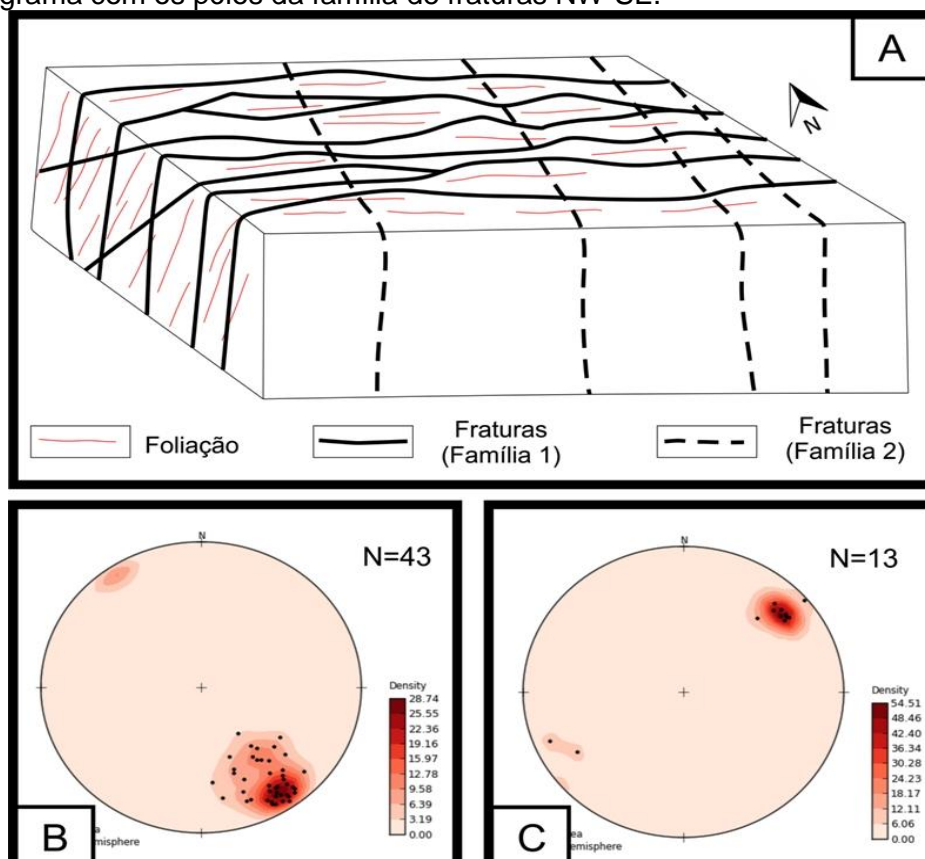 grama com os polos da família de fraturas NW-SE.
A
N
Foliação
Fraturas
(Família 1)
Fraturas
(Família 2)
N
N=43
Density
28.74
25.55
22.36
19.16
15.97
12.78
9.58
6.39
3.19
0.00
B
a
misphere
N
N=13
Density
54.51
48.46
42.40
36.34
30.28
24.23
18.17
12.11
6.06
0.00
C
ea
emisphere